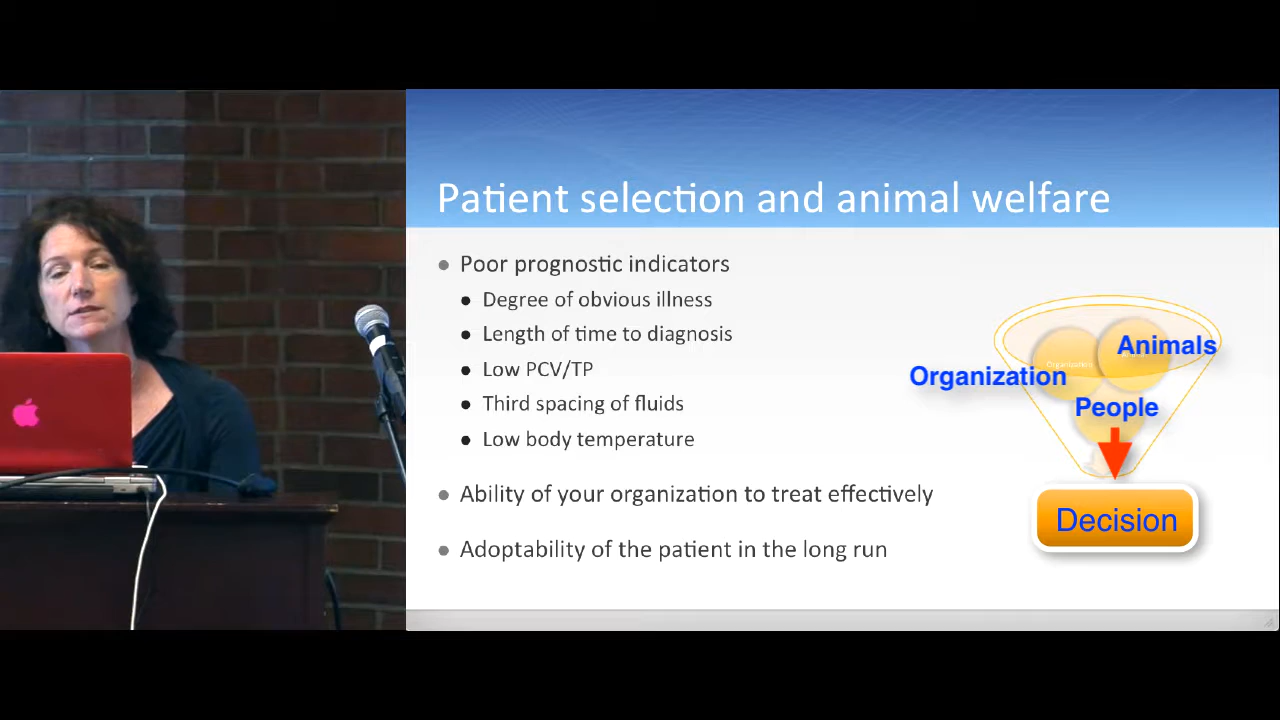 Patient selection and animal welfare
Poor prognostic indicators
Degree of obvious illness
Length of time to diagnosis
Low PCV/TP
Third spacing of fluids
Low body temperature
Ability of your organization to treat effectively
Adoptability of the patient in the long run
Animals
Organization
Organization
People
Decision